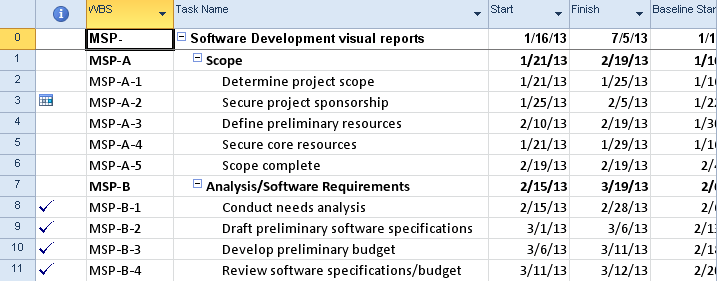 WBS Task Name Start Finish Baseline Star
0 MSP- Software Development visual reports 1/16/13 7/5/13 1/1
1 MSP-A Scope 1/21/13 2/19/13 1/1
2 MSP-A-1 Determine project scope 1/21/13 1/25/13 1/1
3 MSP-A-2 Secure project sponsorship 1/25/13 2/5/13 1/22
4 MSP-A-3 Define preliminary resources 2/10/13 2/19/13 1/3
5 MSP-A-4 Secure core resources 1/21/13 1/29/13 1/1
6 MSP-A-5 Scope complete 2/19/13 2/19/13 2/
7 MSP-B Analysis/Software Requirements 2/15/13 3/19/13 2/
8 MSP-B-1 Conduct needs analysis 2/15/13 2/28/13 2/
9 MSP-B-2 Draft preliminary software specifications 3/1/13 3/6/13 2/1
10 MSP-B-3 Develop preliminary budget 3/6/13 3/11/13 2/1
11 MSP-B-4 Review software specifications/budget 3/11/13 3/12/13 2/2